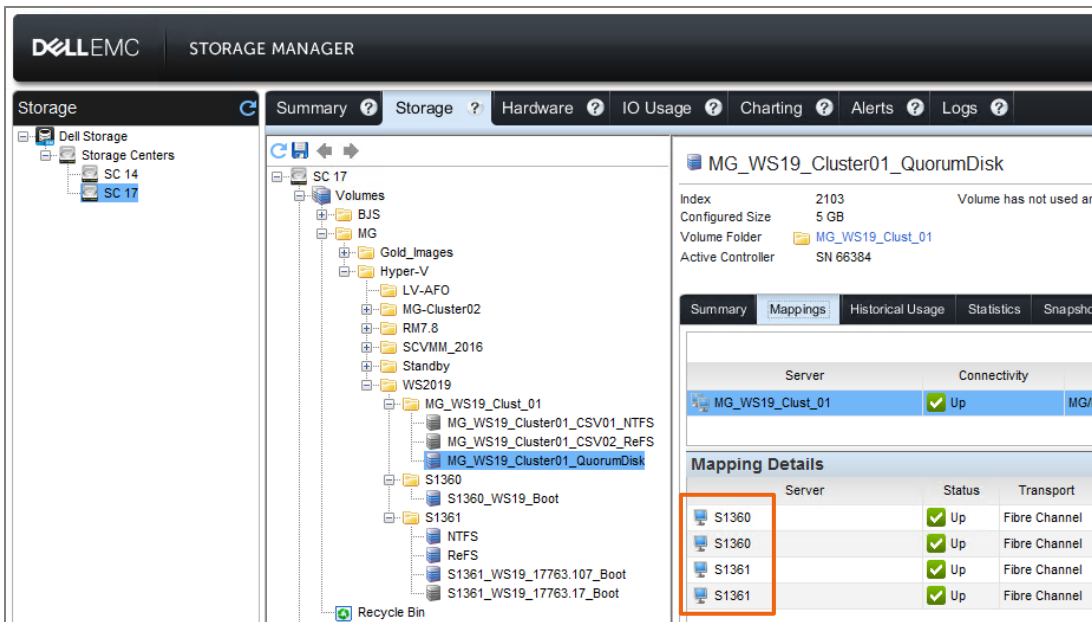 DELLEMC STORAGE MANAGER
Storage
Dell Storage
Storage Centers
SC 14
SC 17
Summary ? Storage ? Hardware ? IO Usage ? Charting ? Alerts ? Logs ?
SC 17
Volumes
BJS
MG
Gold_Images
Hyper-V
LV-AFO
MG-Cluster02
RM7.8
SCVMM_2016
Standby
WS2019
MG_WS19_Clust_01
MG_WS19_Cluster01_CSV01_NTFS
MG_WS19_Cluster01_CSV02_ReFS
MG_WS19_Cluster01_QuorumDisk
S1360
S1360_WS19_Boot
S1361
NTFS
ReFS
S1361_WS19_17763.107_Boot
S1361_WS19_17763.17_Boot
Recycle Bin
MG_WS19_Cluster01_QuorumDisk
Index 2103 Volume has not used an
Configured Size 5 GB
Volume Folder MG_WS19_Clust_01
Active Controller SN 66384
Summary Mappings Historical Usage Statistics Snapsho
Server Connectivity
MG_WS19_Clust_01 Up MG/
Mapping Details
Server Status Transport
S1360 Up Fibre Channel
S1360 Up Fibre Channel
S1361 Up Fibre Channel
S1361 Up Fibre Channel